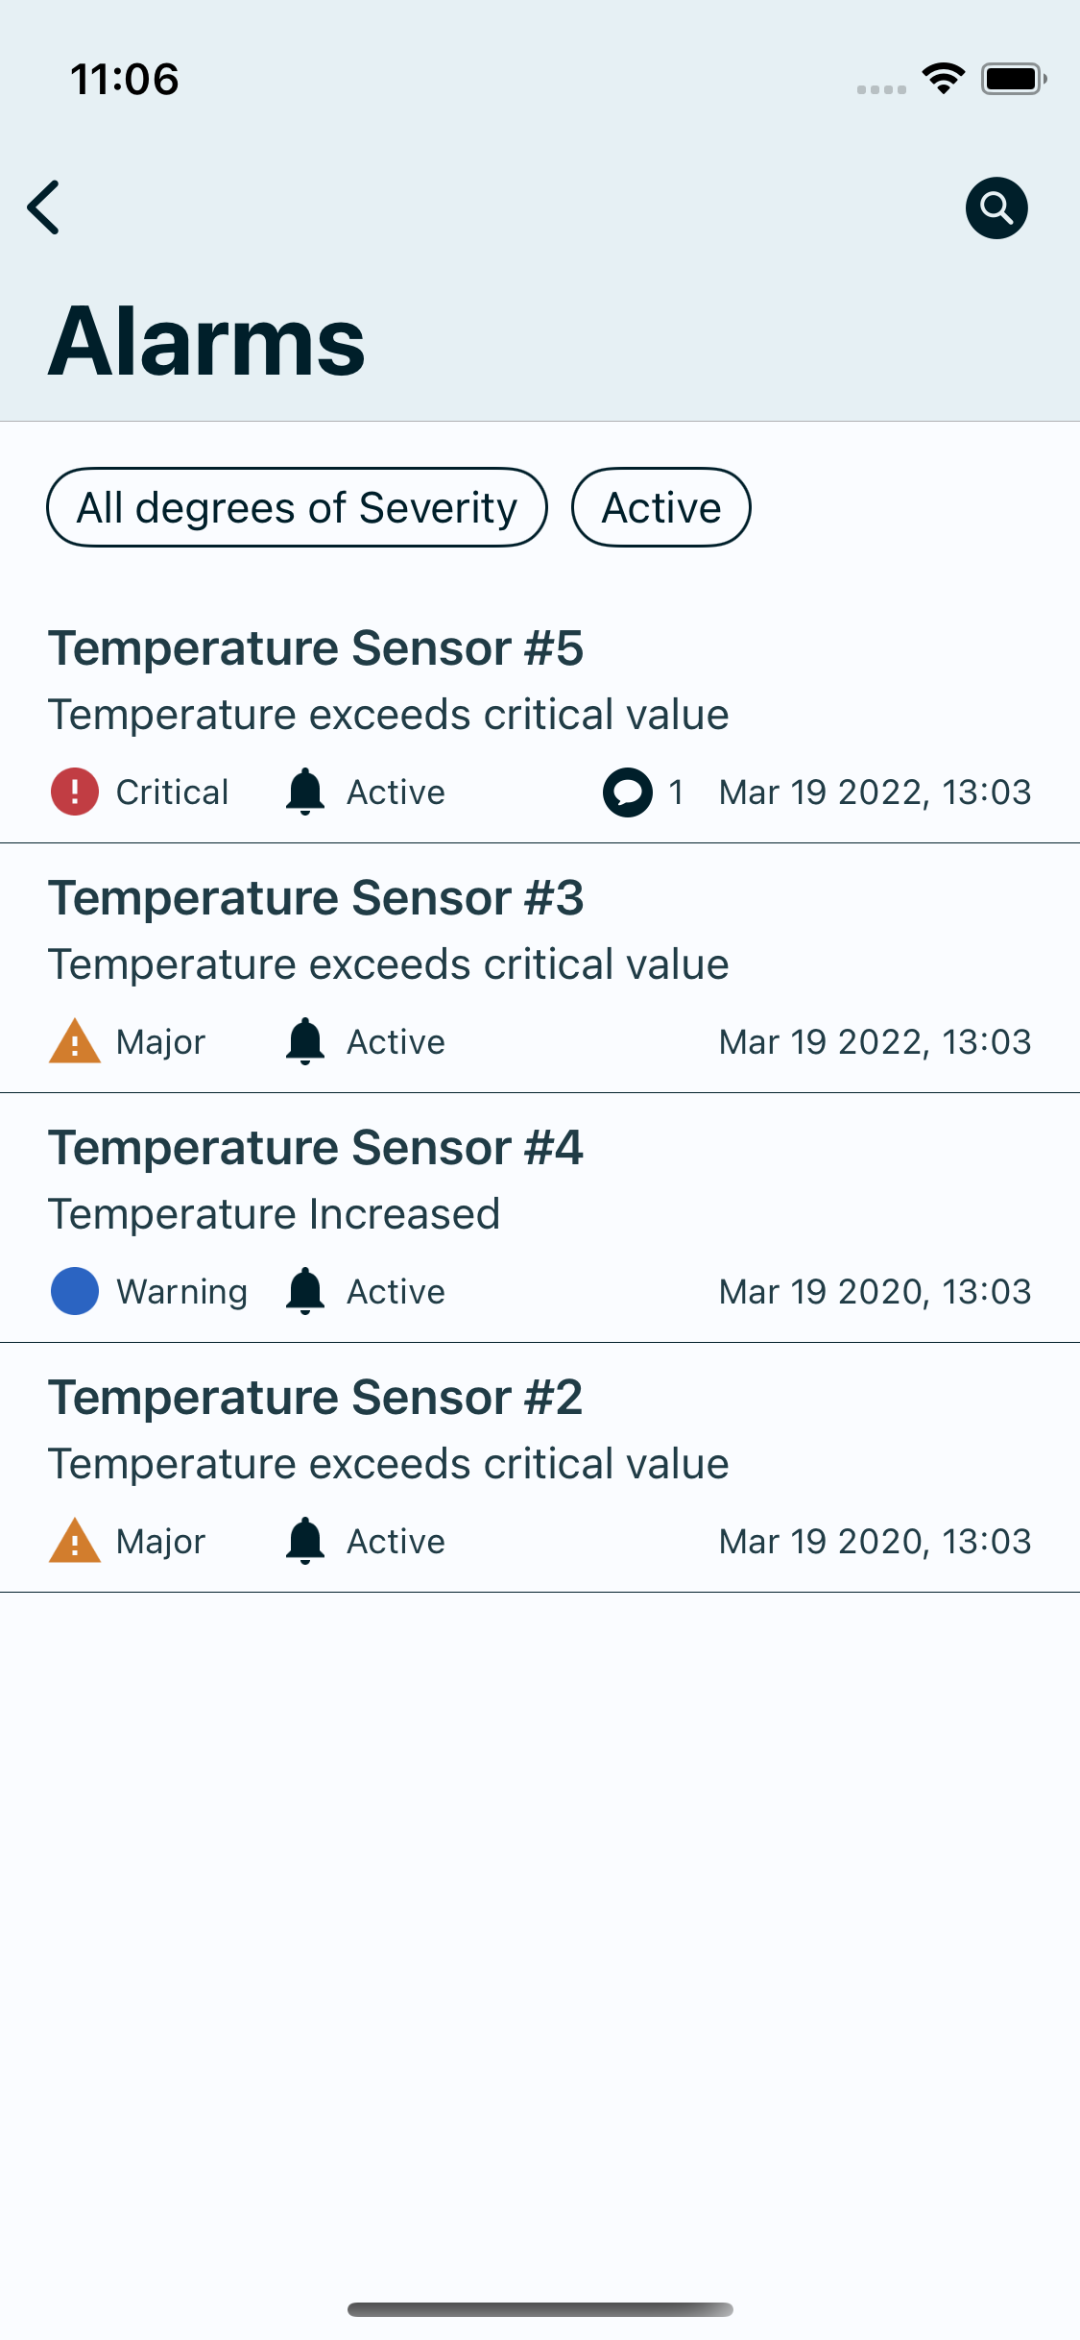 11:06
Alarms
All degrees of Severity Active
Temperature Sensor #5
Temperature exceeds critical value
Critical Active 1 Mar 19 2022, 13:03
Temperature Sensor #3
Temperature exceeds critical value
Major Active Mar 19 2022, 13:03
Temperature Sensor #4
Temperature Increased
Warning Active Mar 19 2020, 13:03
Temperature Sensor #2
Temperature exceeds critical value
Major Active Mar 19 2020, 13:03